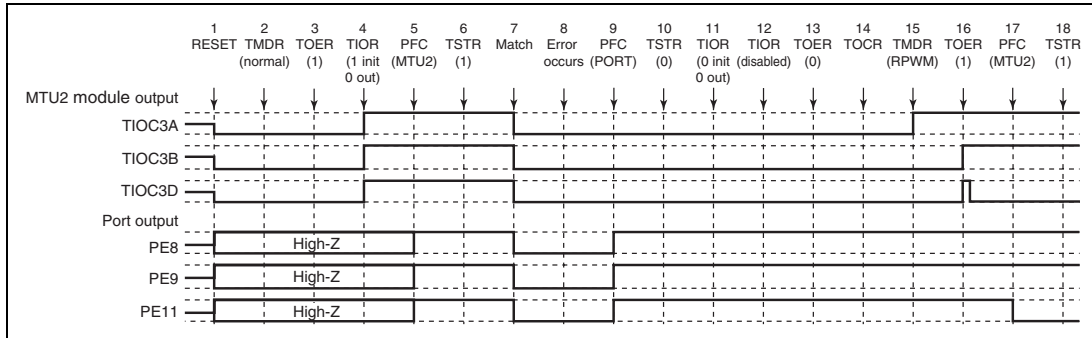 1 2 3 4 5 6 7 8 9 10 11 12 13 14 15 16 17 18
RESET TMDR TOER TIOR PFC TSTR Match Error PFC TSTR TIOR TIOR TOER TOCR TMDR TOER PFC TSTR
(normal) (1) (1 init (MTU2) (1) occurs (PORT) (0) (0 init (disabled) (0) (RPWM) (1) (MTU2) (1)
0 out) 0 out)
MTU2 module output
TIOC3A
TIOC3B
TIOC3D
Port output
PE8 High-Z
PE9 High-Z
PE11 High-Z